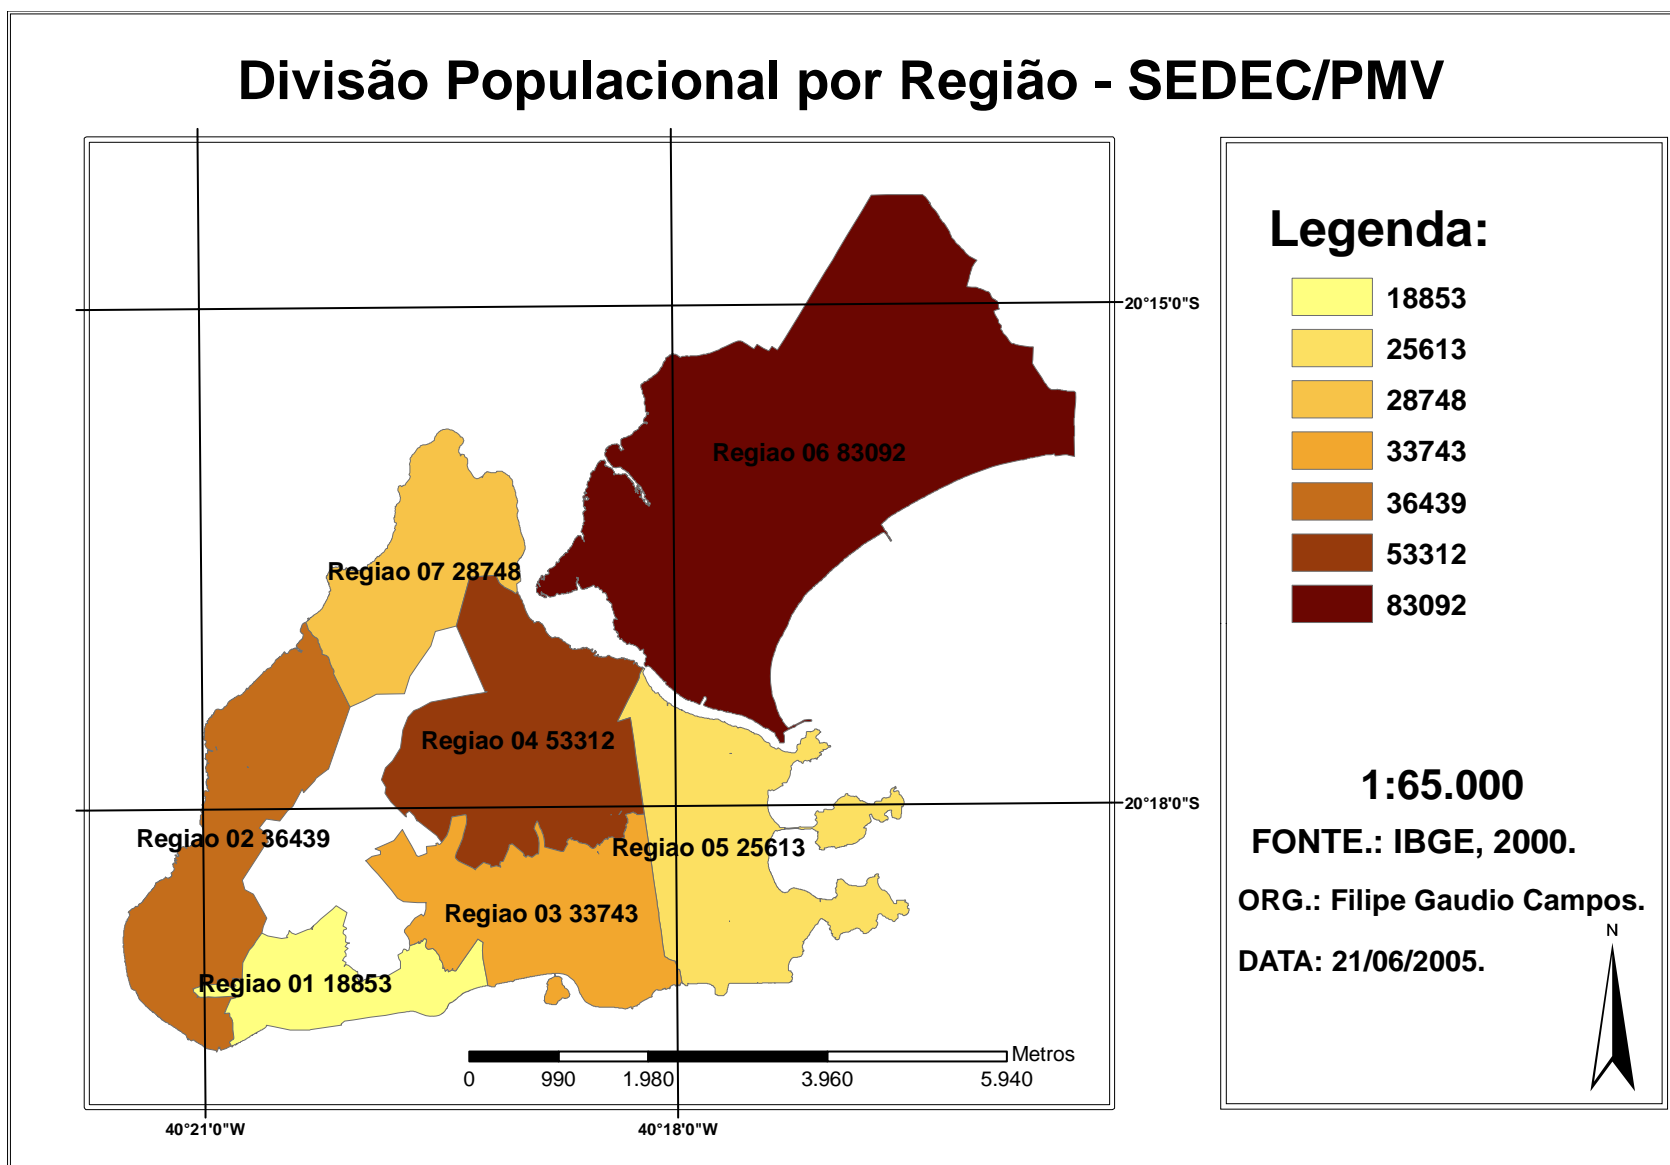 Divisão Populacional por Região - SEDEC/PMV
20°15'0"S
Regiao 06 83092
Regiao 07 28748
Regiao 04 53312
20°18'0"S
Regiao 02 36439
Regiao 05 25613
Regiao 03 33743
Regiao 01 18853
Metros
0 990 1.980 3.960 5.940
40°21'0"W 40°18'0"W
Legenda:
18853
25613
28748
33743
36439
53312
83092
1:65.000
FONTE.: IBGE, 2000.
ORG.: Filipe Gaudio Campos.
N
DATA: 21/06/2005.